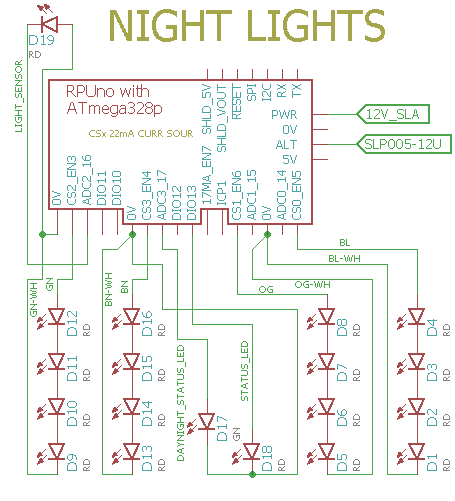 NIGHT LIGHTS
D19
RD
LIGHT_SENSOR
RPUno w with
ATmega328p
CSx 22mA CURR SOUR
SHLD_5V
SHLD_VOUT
RESET
SPI
I2C
RX
TX
PWR
0V
ALT
5V
12V_SLA
SLP005-12U
0V
CS2_EN3
ADC2_16
DIO11
DIO10
0V
CS3_EN4
ADC3_17
DIO12
DIO13
17MMA_EN7
ICP1
CS1_EN6
ADC1_15
0V
ADC0_14
CS0_EN5
BL
BL-WH
GN
GN-WH
BN
BN-WH
OG
OG-WH
D12
RD
D16
RD
D8
RD
D4
RD
D11
RD
D15
RD
D7
RD
D3
RD
D10
RD
D14
RD
D6
RD
D2
RD
D17
GN
D9
RD
D13
RD
D18
RD
D5
RD
D1
RD
DAYNIGHT_STATUS_LED
STATUS_LED